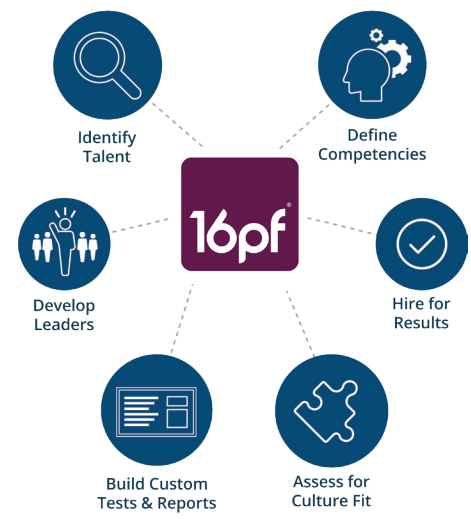 Identify
Talent
Define
Competencies
16pf®
Develop
Leaders
Hire for
Results
Build Custom
Tests & Reports
Assess for
Culture Fit